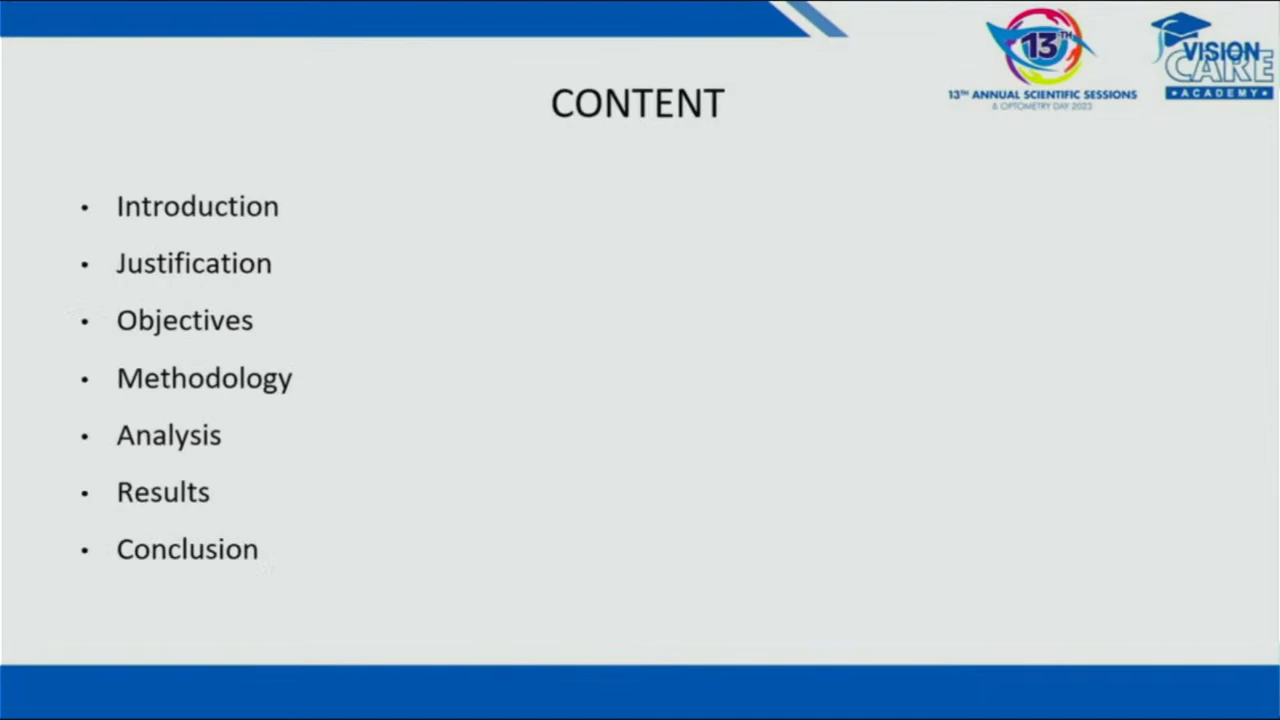 13TH
13TH ANNUAL SCIENTIFIC SESSIONS
& OPTOMETRY DAY 2023
VISION
CARE
ACADEMY
CONTENT
• Introduction
• Justification
• Objectives
• Methodology
• Analysis
• Results
• Conclusion